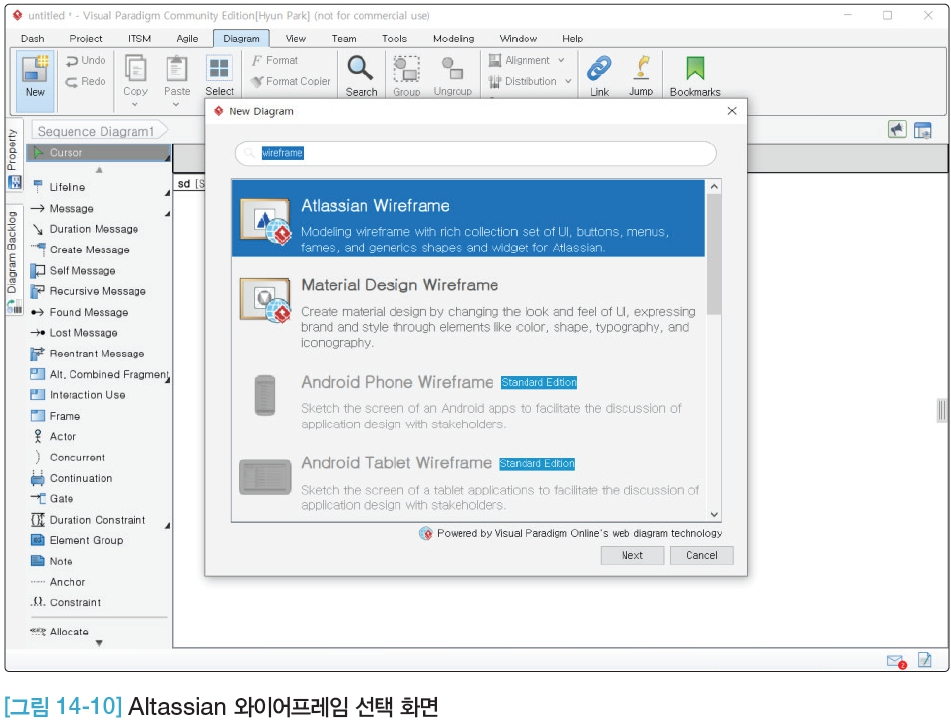 untitled * - Visual Paradigm Community Edition[Hyun Park] (not for commercial use)
Dash Project ITSM Agile Diagram View Team Tools Modeling Window Help
Undo
Redo
Format
Format Copier
Alignment
Distribution
New Copy Paste Select Search Group Ungroup Link Jump Bookmarks
Sequence Diagram1
Property
Diagram Backlog
Cursor
Lifeline
Message
Duration Message
Create Message
Self Message
Recursive Message
Found Message
Lost Message
Reentrant Message
Alt. Combined Fragment
Interaction Use
Frame
Actor
Concurrent
Continuation
Gate
Duration Constraint
Element Group
Note
Anchor
Constraint
Allocate
sd [S
New Diagram
wireframe
Atlassian Wireframe
Modeling wireframe with rich collection set of UI, buttons, menus,
fames, and generics shapes and widget for Atlassian.
Material Design Wireframe
Create material design by changing the look and feel of UI, expressing
brand and style through elements like color, shape, typography, and
iconography.
Android Phone Wireframe Standard Edition
Sketch the screen of an Android apps to facilitate the discussion of
application design with stakeholders.
Android Tablet Wireframe Standard Edition
Sketch the screen of a tablet applications to facilitate the discussion of
application design with stakeholders.
Powered by Visual Paradigm Online's web diagram technology
Next Cancel
2
[그림 14-10] Altassian 와이어프레임 선택 화면